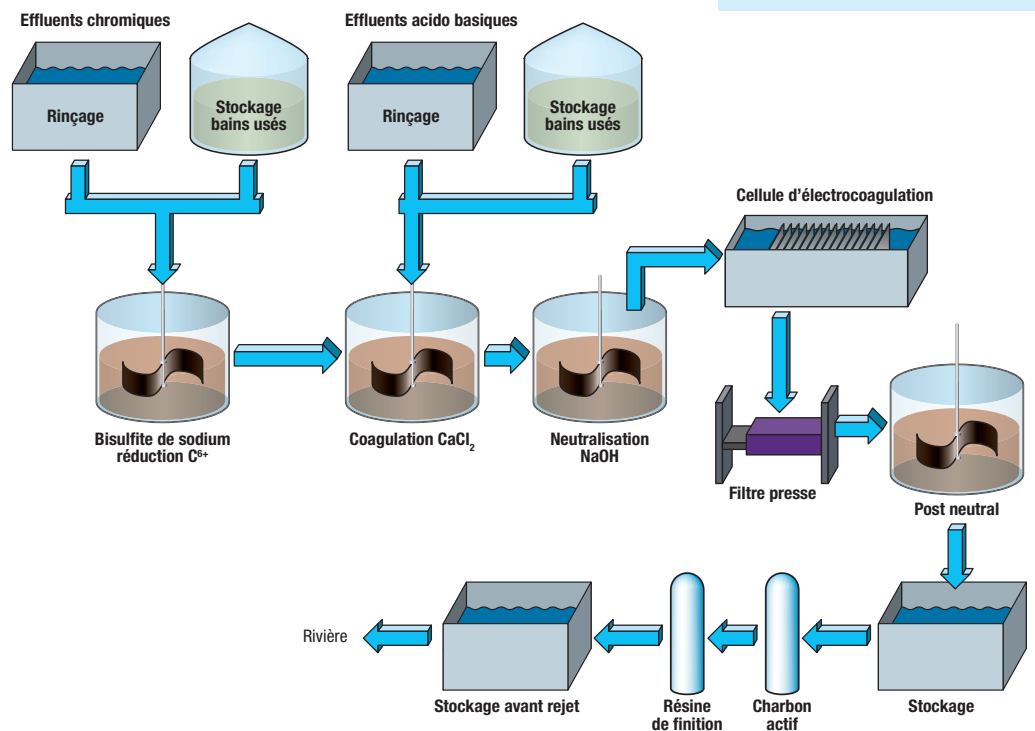 Effluents chromiques
Effluents acido basiques
Rinçage
Stockage
bains usés
Rinçage
Stockage
bains usés
Cellule d'électrocoagulation
Bisulfite de sodium
réduction C⁶⁺
Coagulation CaCl₂
Neutralisation
NaOH
Filtre presse
Post neutral
Rivière
Stockage avant rejet
Résine
de finition
Charbon
actif
Stockage